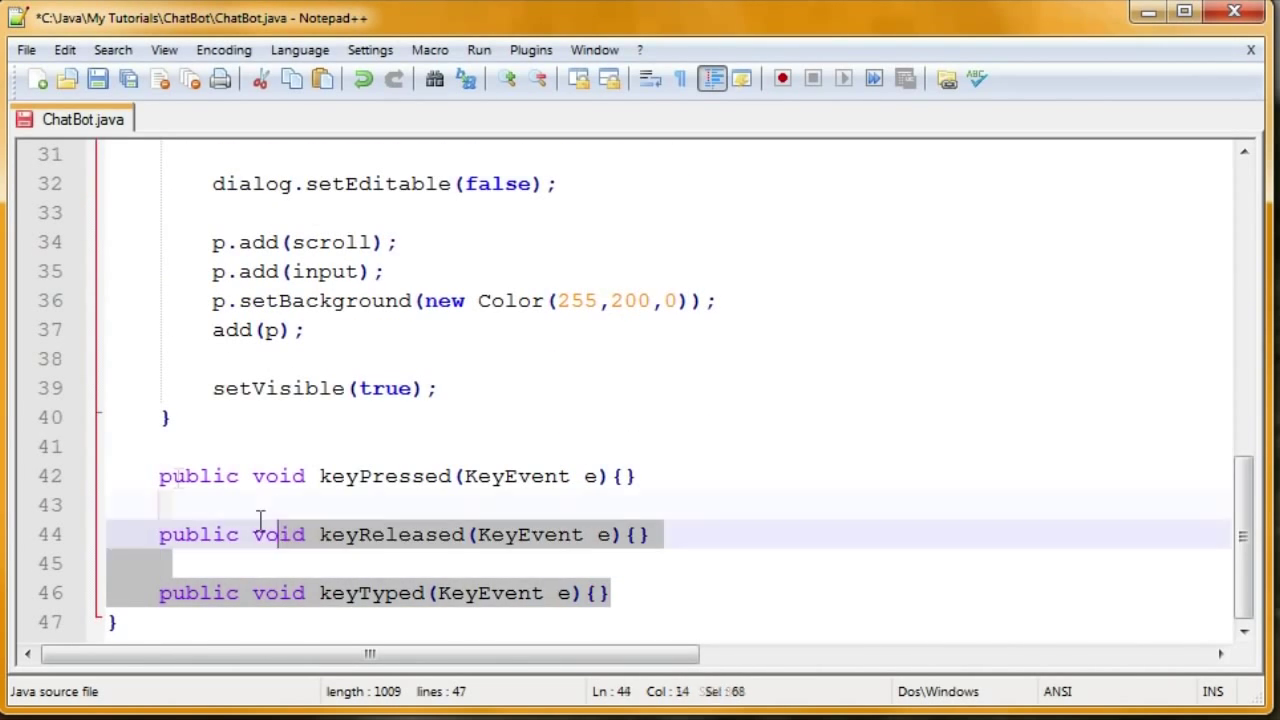 *C:\Java\My Tutorials\ChatBot\ChatBot.java - Notepad++
File Edit Search View Encoding Language Settings Macro Run Plugins Window ? X
ABC
ChatBot.java
31
32 dialog.setEditable(false);
33
34 p.add(scroll);
35 p.add(input);
36 p.setBackground(new Color(255,200,0));
37 add(p);
38
39 setVisible(true);
40 }
41
42 public void keyPressed(KeyEvent e){}
43
44 public void keyReleased(KeyEvent e){}
45
46 public void keyTyped(KeyEvent e){}
47 }
Java source file length : 1009 lines : 47 Ln : 44 Col : 14 Sel : 68 Dos\Windows ANSI INS